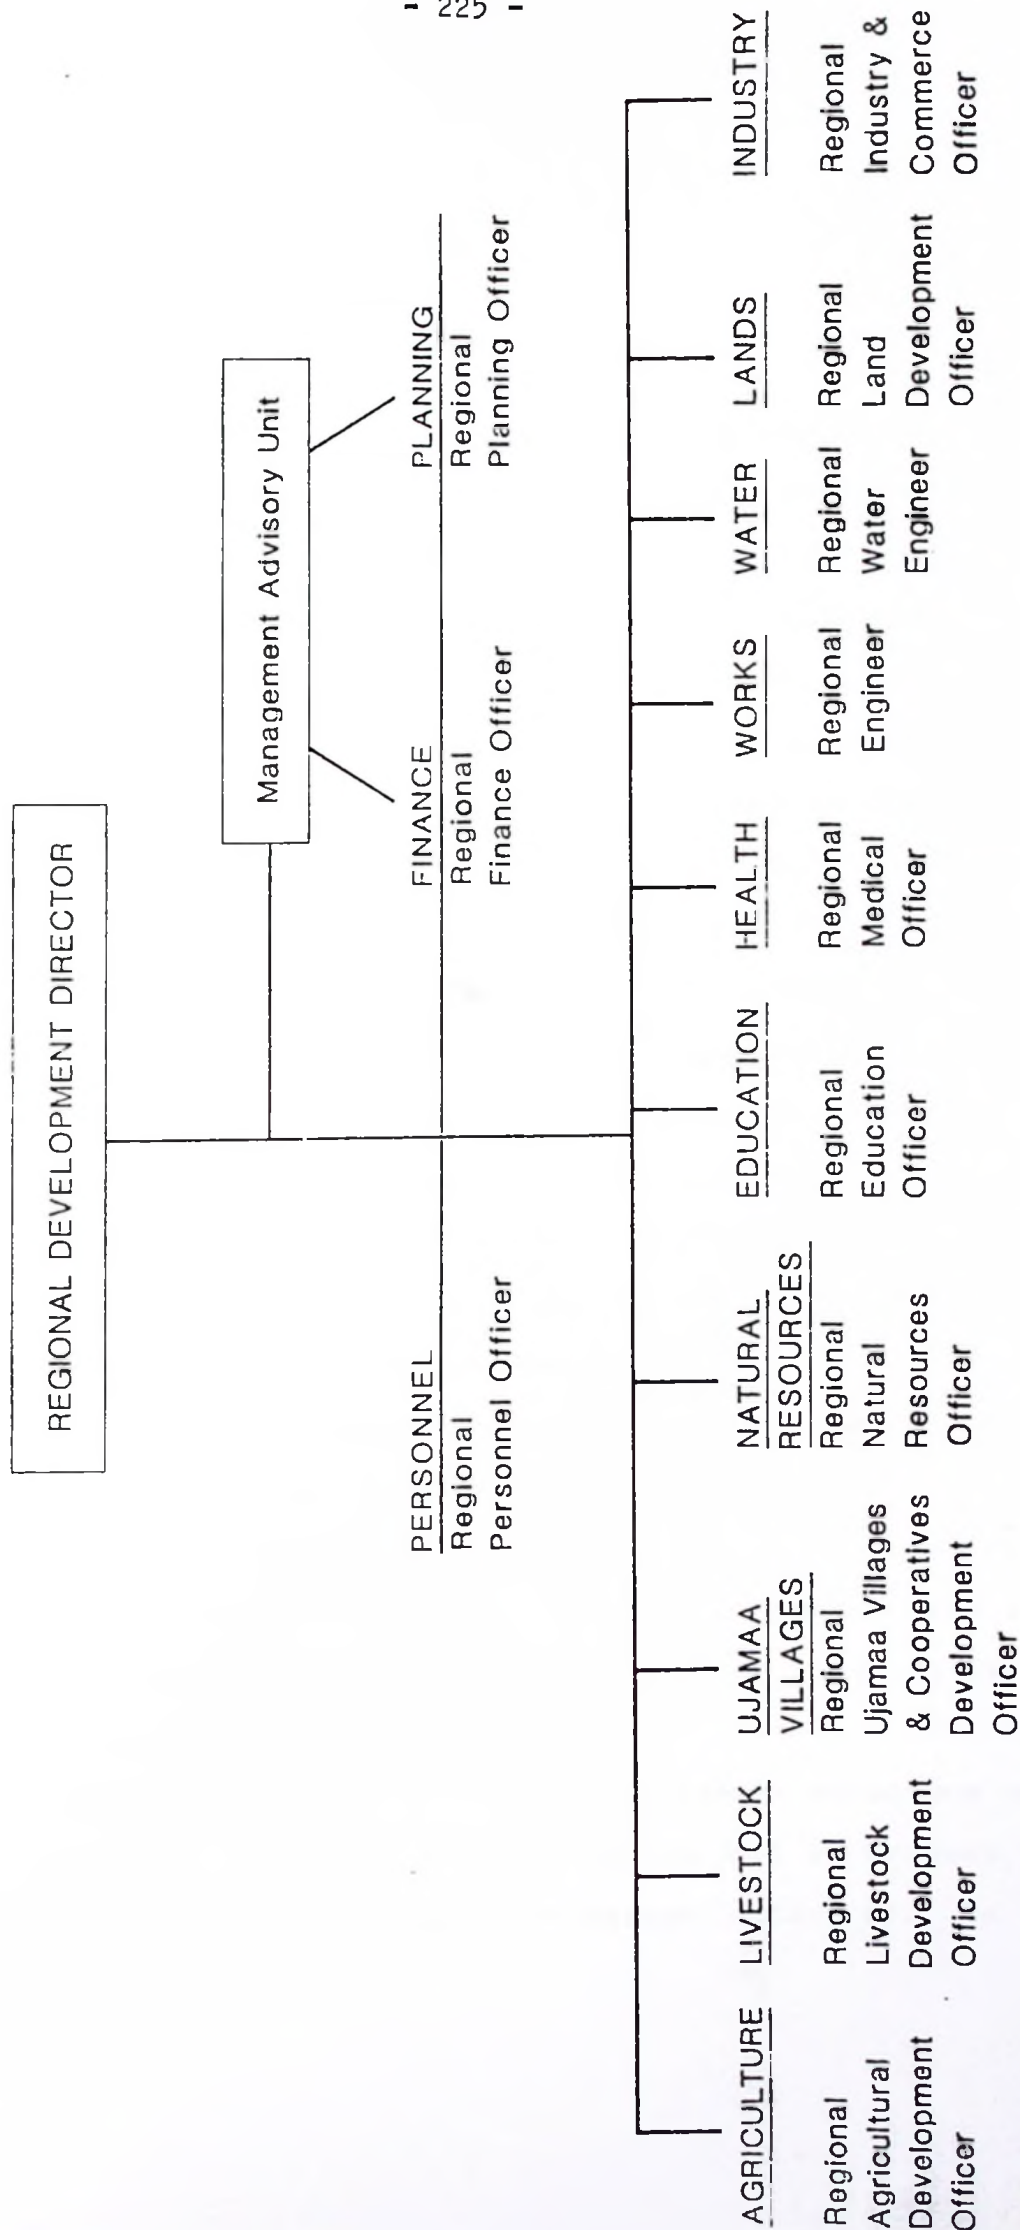 - 225 -
REGIONAL DEVELOPMENT DIRECTOR
Management Advisory Unit
PERSONNEL
Regional
Personnel Officer
FINANCE
Regional
Finance Officer
PLANNING
Regional
Planning Officer
AGRICULTURE
Regional
Agricultural
Development
Officer
LIVESTOCK
Regional
Livestock
Development
Officer
UJAMAA
VILLAGES
Regional
Ujamaa Villages
& Cooperatives
Development
Officer
NATURAL
RESOURCES
Regional
Natural
Resources
Officer
EDUCATION
Regional
Education
Officer
HEALTH
Regional
Medical
Officer
WORKS
Regional
Engineer
WATER
Regional
Water
Engineer
LANDS
Regional
Land
Development
Officer
INDUSTRY
Regional
Industry &
Commerce
Officer